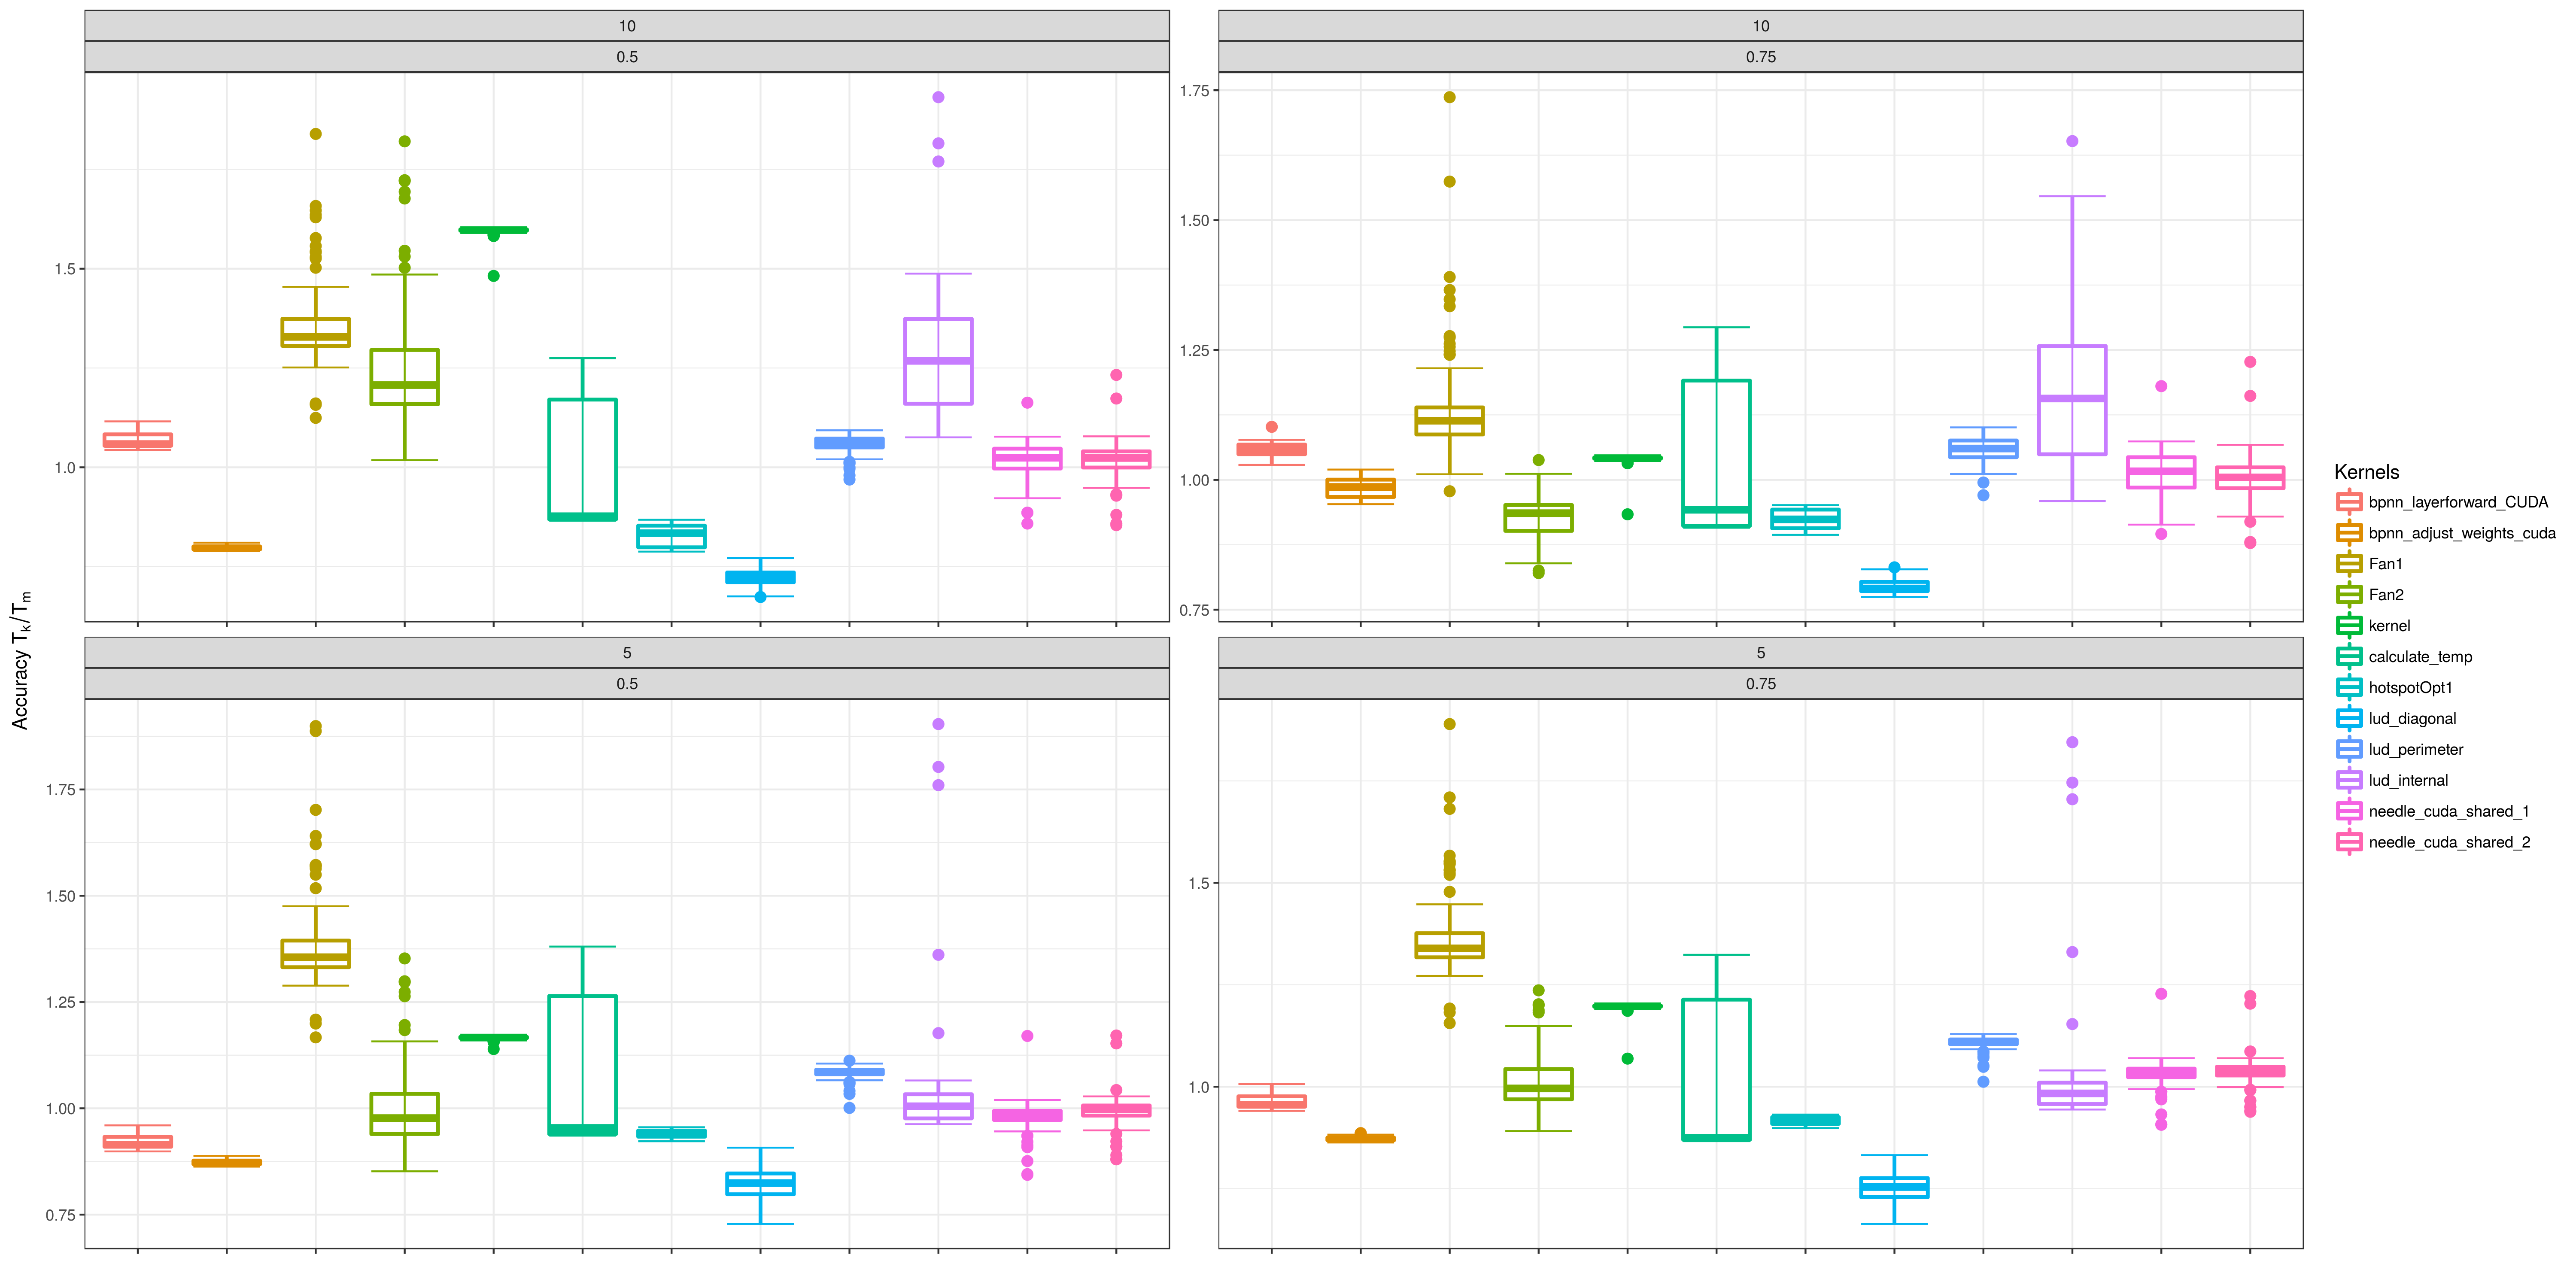 10
0.5
10
0.75
1.5
1.0
1.75
1.50
1.25
1.00
0.75
5
0.5
5
0.75
1.75
1.50
1.25
1.00
0.75
1.5
1.0
Accuracy Tk/Tm
Kernels
bpnn_layerforward_CUDA
bpnn_adjust_weights_cuda
Fan1
Fan2
kernel
calculate_temp
hotspotOpt1
lud_diagonal
lud_perimeter
lud_internal
needle_cuda_shared_1
needle_cuda_shared_2